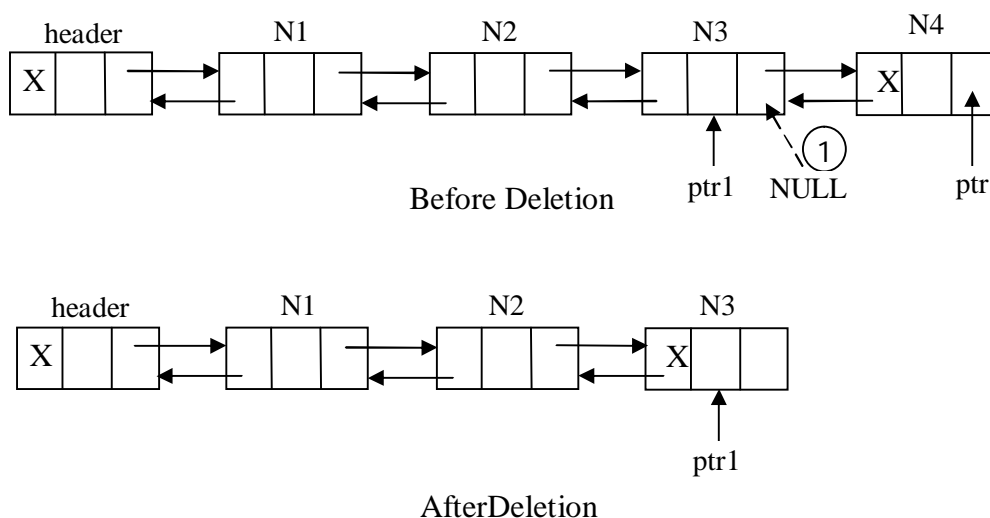 header N1 N2 N3 N4
X X
1
ptr1 NULL ptr
Before Deletion
header N1 N2 N3
X X
ptr1
AfterDeletion